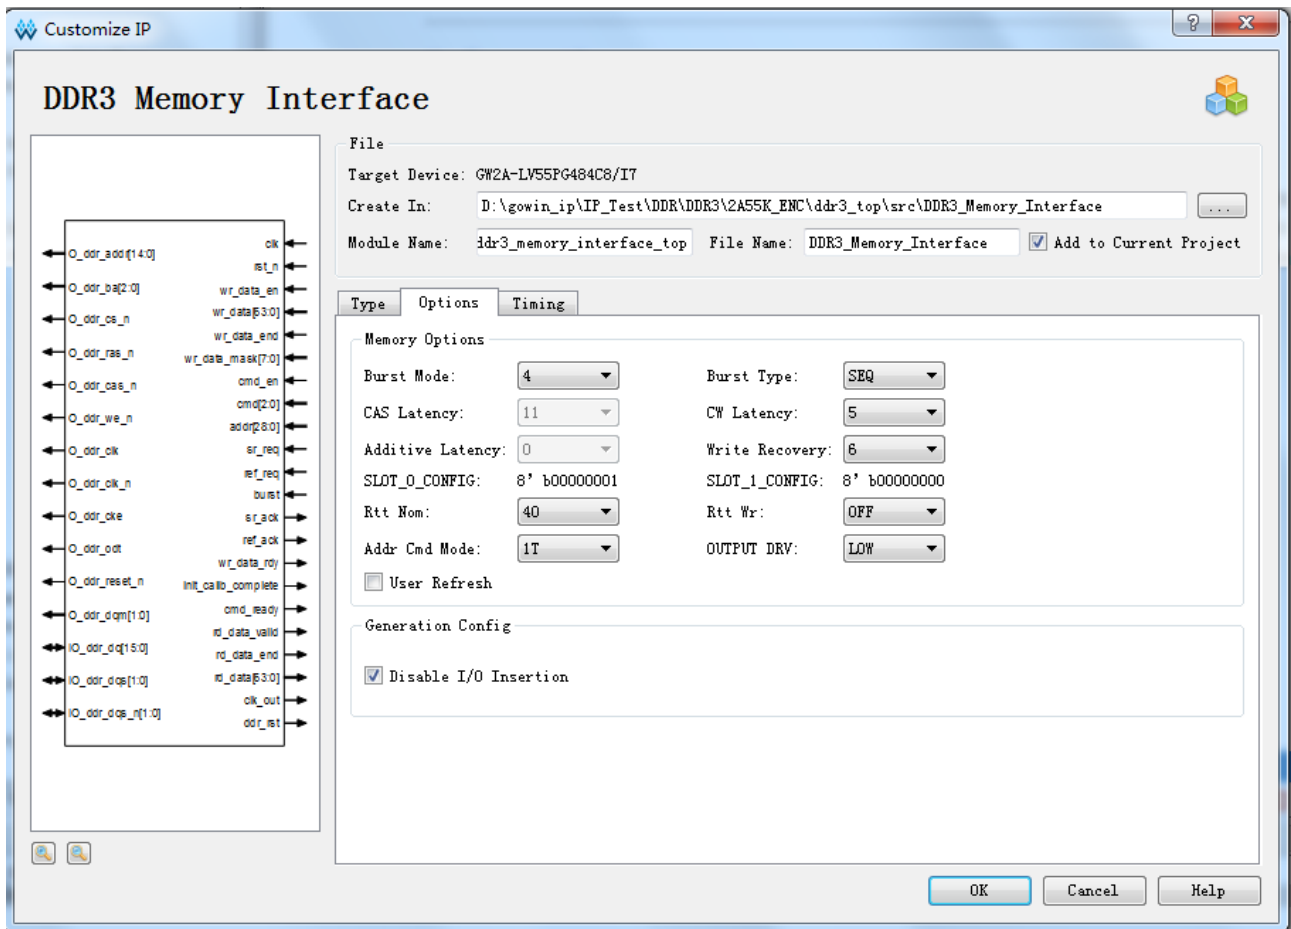 Customize IP
DDR3 Memory Interface
O_ddr_addr[14:0]
O_ddr_ba[2:0]
O_ddr_cs_n
O_ddr_ras_n
O_ddr_cas_n
O_ddr_we_n
O_ddr_clk
O_ddr_clk_n
O_ddr_cke
O_ddr_odt
O_ddr_reset_n
O_ddr_dqm[1:0]
IO_ddr_dq[15:0]
IO_ddr_dqs[1:0]
IO_ddr_dqs_n[1:0]
clk
rst_n
wr_data_en
wr_data[63:0]
wr_data_end
wr_data_mask[7:0]
cmd_en
cmd[2:0]
addr[28:0]
sr_req
ref_req
burst
sr_ack
ref_ack
wr_data_rdy
init_calib_complete
cmd_ready
rd_data_valid
rd_data_end
rd_data[63:0]
clk_out
ddr_rst
File
Target Device: GW2A-LV55PG484C8/I7
Create In: D:\gowin_ip\IP_Test\DDR\DDR3\2A55K_ENC\ddr3_top\src\DDR3_Memory_Interface ...
Module Name: ddr3_memory_interface_top File Name: DDR3_Memory_Interface Add to Current Project
Type Options Timing
Memory Options
Burst Mode: 4 Burst Type: SEQ
CAS Latency: 11 CW Latency: 5
Additive Latency: 0 Write Recovery: 6
SLOT_0_CONFIG: 8' b00000001 SLOT_1_CONFIG: 8' b00000000
Rtt Nom: 40 Rtt Wr: OFF
Addr Cmd Mode: 1T OUTPUT DRV: LOW
User Refresh
Generation Config
Disable I/O Insertion
OK Cancel Help